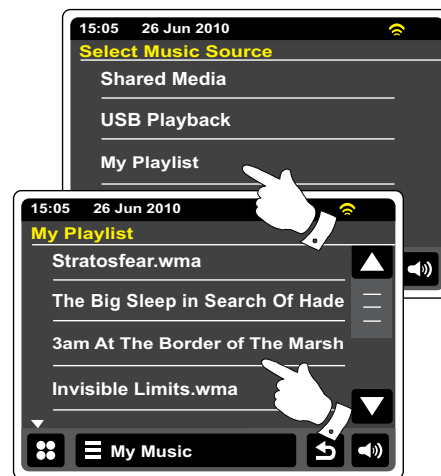 15:05 26 Jun 2010
Select Music Source
Shared Media
USB Playback
My Playlist
15:05 26 Jun 2010
My Playlist
Stratosfear.wma
The Big Sleep in Search Of Hade
3am At The Border of The Marsh
Invisible Limits.wma
My Music